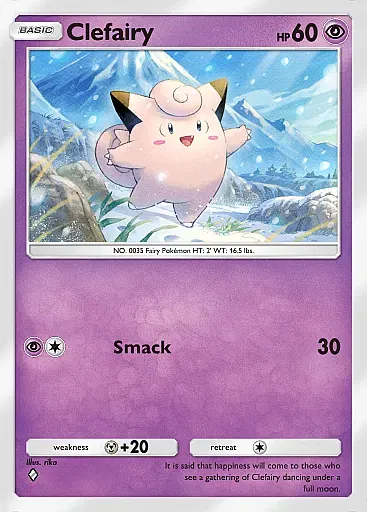 BASIC Clefairy HP60
NO. 0035 Fairy Pokémon HT: 2' WT: 16.5 lbs.
Smack 30
weakness +20 retreat
Illus. rika
It is said that happiness will come to those who
see a gathering of Clefairy dancing under a
full moon.